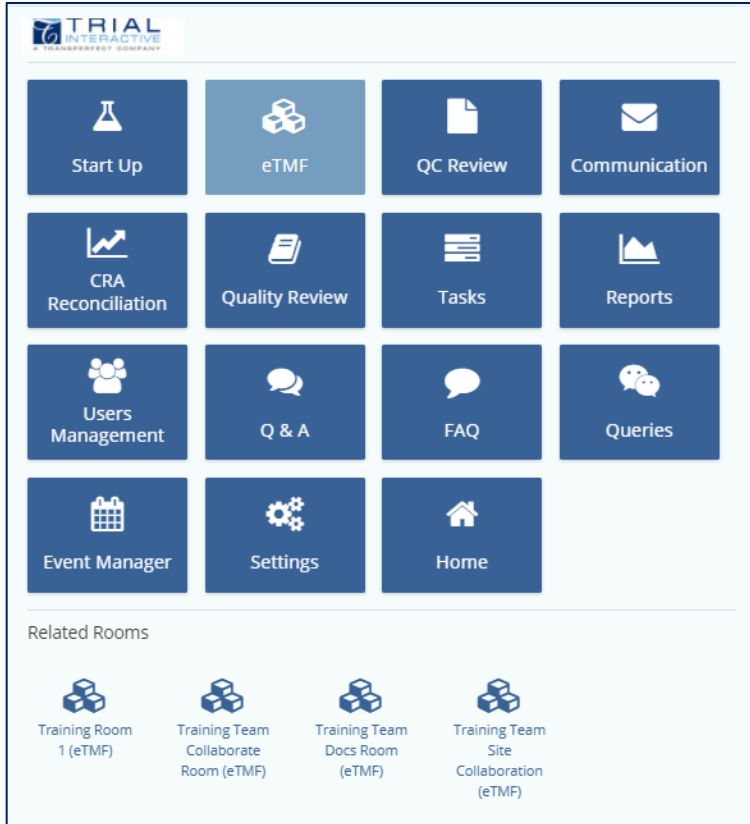 TRIAL
INTERACTIVE
A TRANSPERFECT COMPANY
Start Up
eTMF
QC Review
Communication
CRA
Reconciliation
Quality Review
Tasks
Reports
Users
Management
Q & A
FAQ
Queries
Event Manager
Settings
Home
Related Rooms
Training Room
1 (eTMF)
Training Team
Collaborate
Room (eTMF)
Training Team
Docs Room
(eTMF)
Training Team
Site
Collaboration
(eTMF)